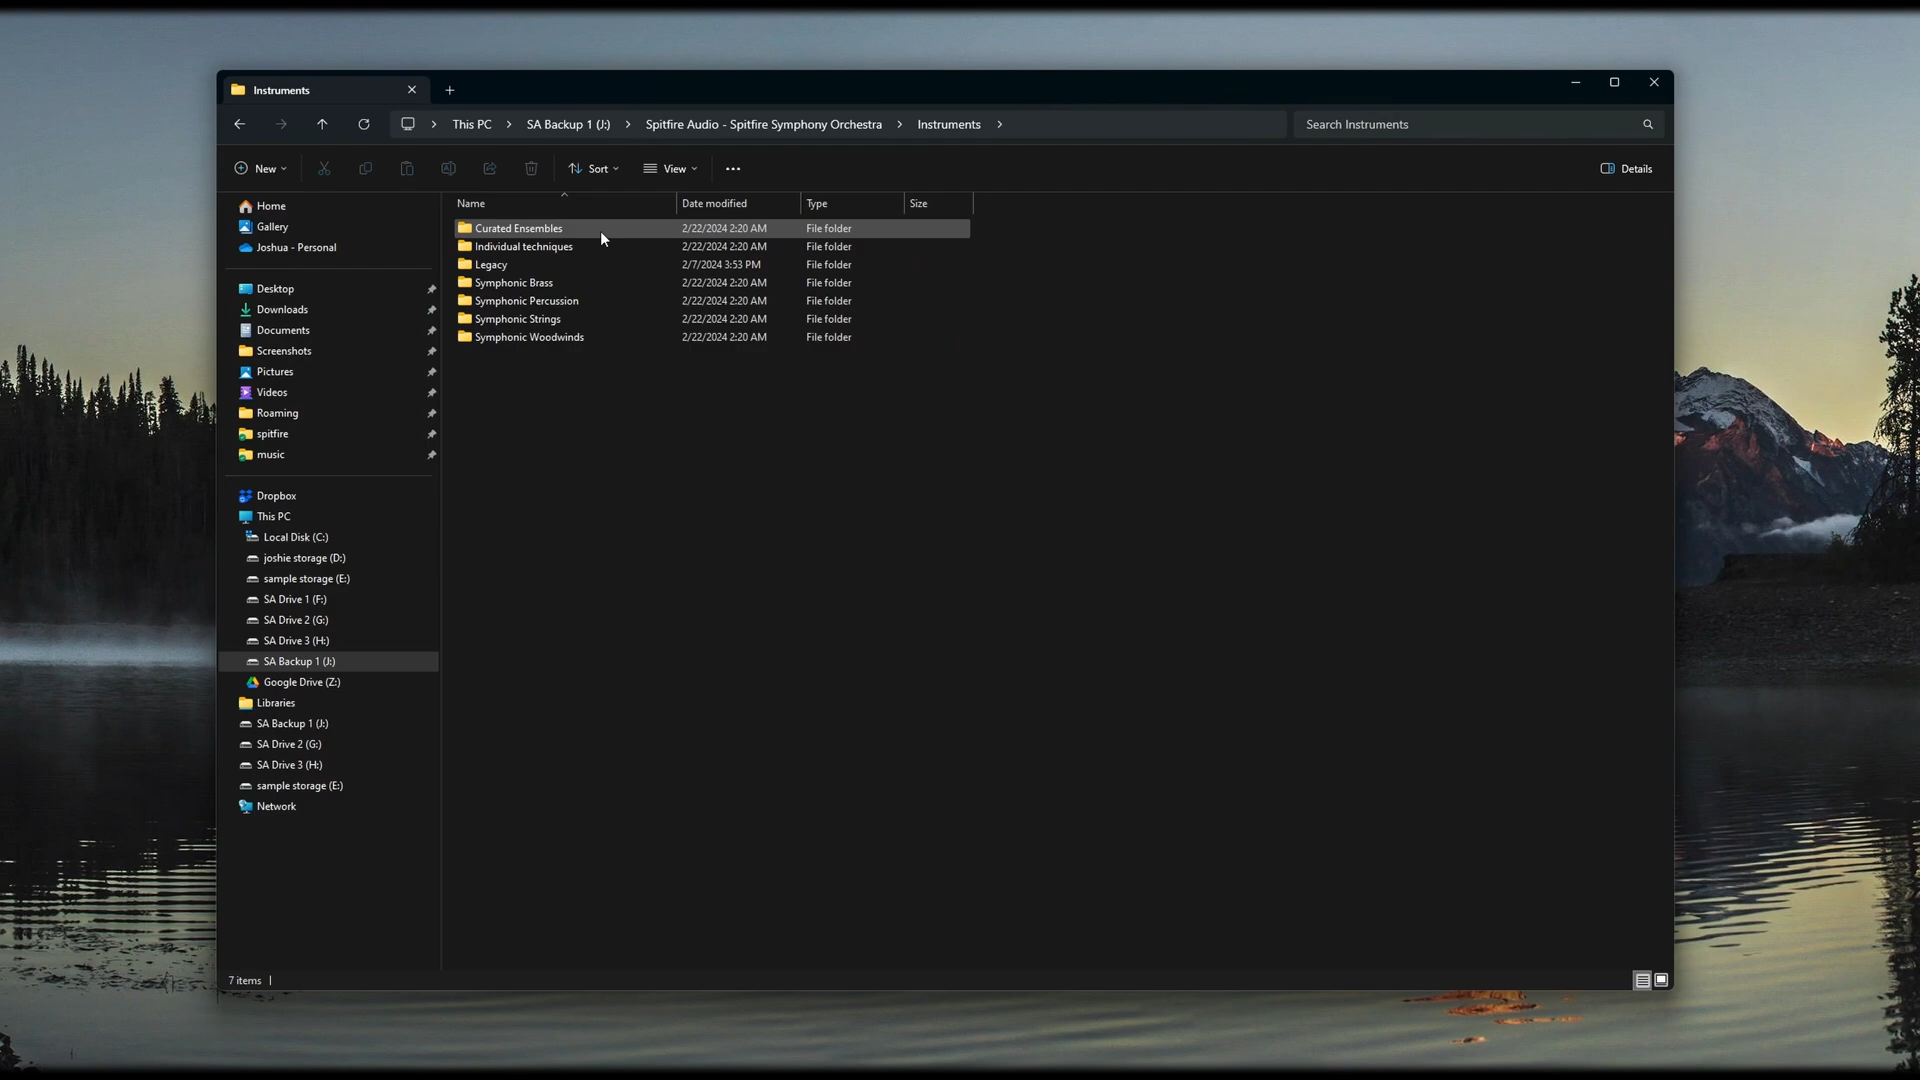 Instruments
This PC
SA Backup 1 (J:)
Spitfire Audio - Spitfire Symphony Orchestra
Instruments
Search Instruments
New
Sort
View
Details
Home
Gallery
Joshua - Personal
Desktop
Downloads
Documents
Screenshots
Pictures
Videos
Roaming
spitfire
music
Dropbox
This PC
Local Disk (C:)
joshie storage (D:)
sample storage (E:)
SA Drive 1 (F:)
SA Drive 2 (G:)
SA Drive 3 (H:)
SA Backup 1 (J:)
Google Drive (Z:)
Libraries
SA Backup 1 (J:)
SA Drive 2 (G:)
SA Drive 3 (H:)
sample storage (E:)
Network
Name Date modified Type Size
Curated Ensembles 2/22/2024 2:20 AM File folder
Individual techniques 2/22/2024 2:20 AM File folder
Legacy 2/7/2024 3:53 PM File folder
Symphonic Brass 2/22/2024 2:20 AM File folder
Symphonic Percussion 2/22/2024 2:20 AM File folder
Symphonic Strings 2/22/2024 2:20 AM File folder
Symphonic Woodwinds 2/22/2024 2:20 AM File folder
7 items